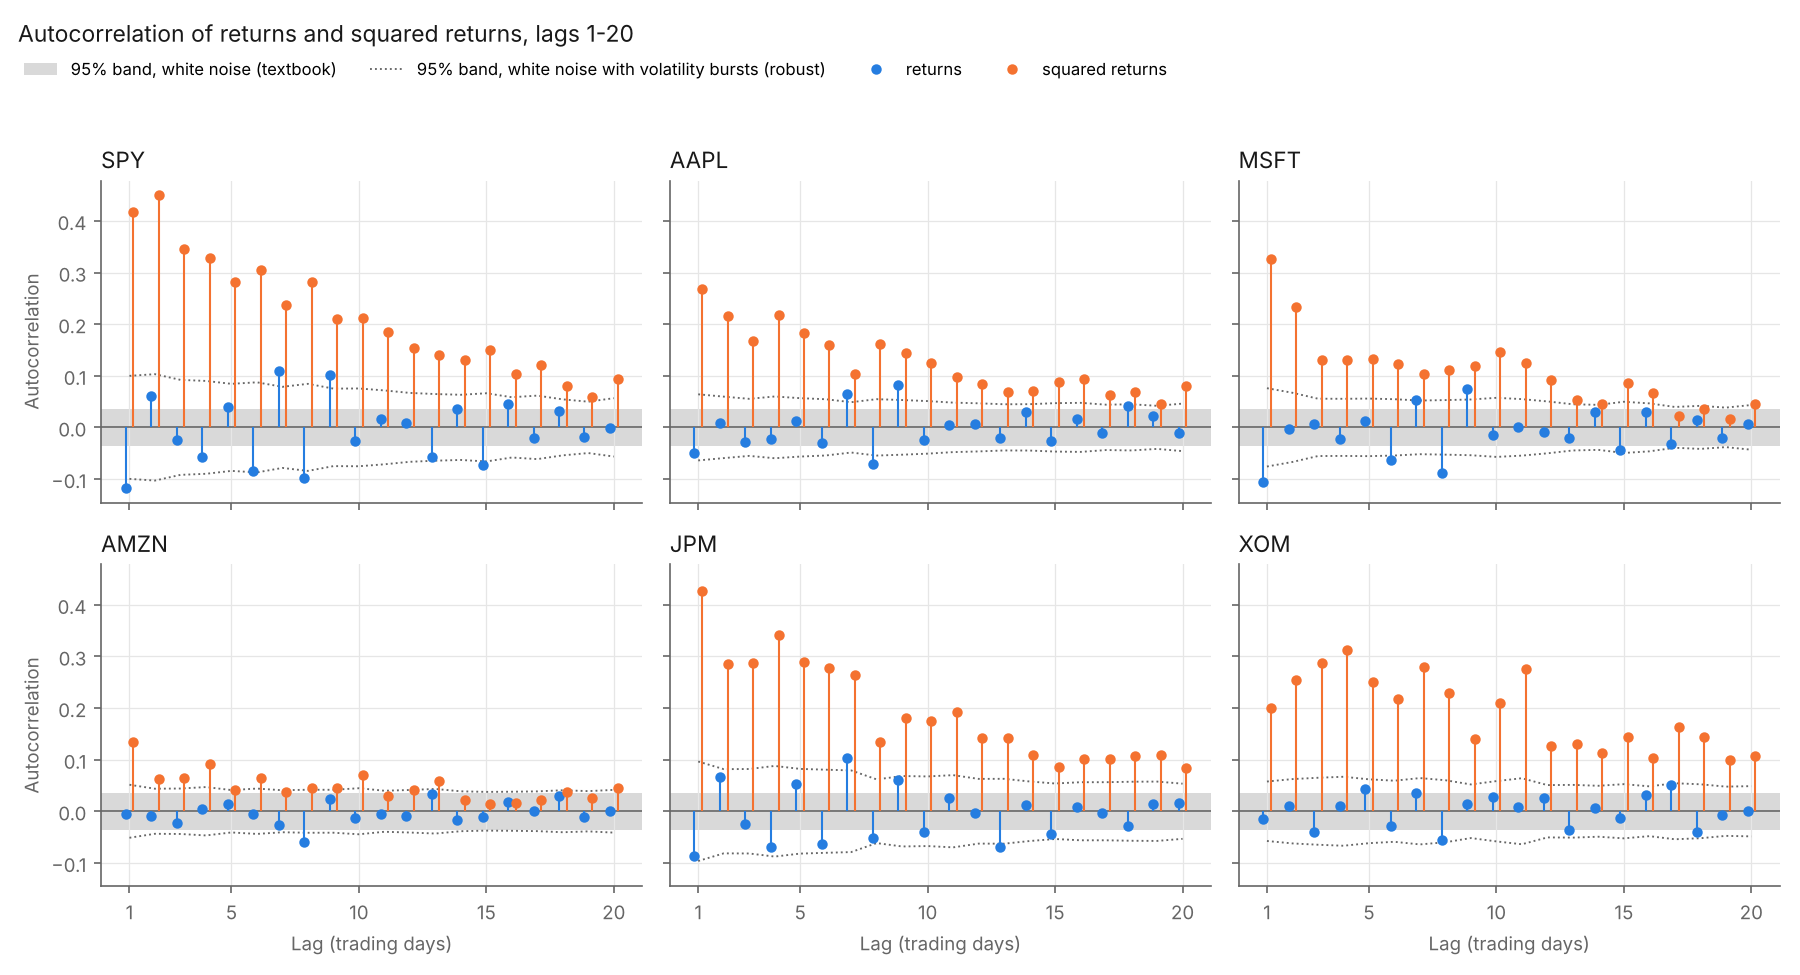 Autocorrelation of returns and squared returns, lags 1-20
95% band, white noise (textbook) 95% band, white noise with volatility bursts (robust) returns squared returns
SPY AAPL MSFT
0.4
0.3
0.2
0.1
0.0
−0.1
Autocorrelation
AMZN JPM XOM
0.4
0.3
0.2
0.1
0.0
−0.1
Autocorrelation
1 5 10 15 20 1 5 10 15 20 1 5 10 15 20
Lag (trading days) Lag (trading days) Lag (trading days)